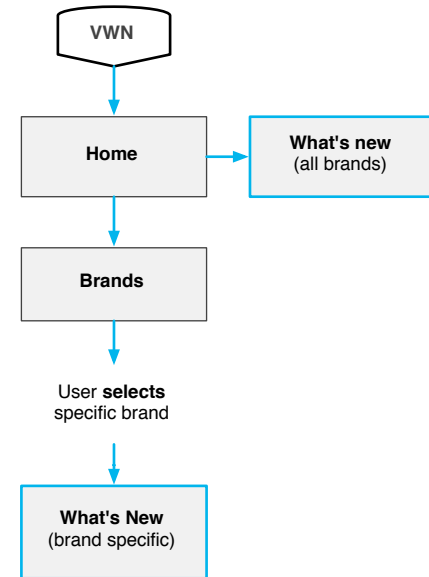 VWN
Home
What's new
(all brands)
Brands
User selects
specific brand
What's New
(brand specific)